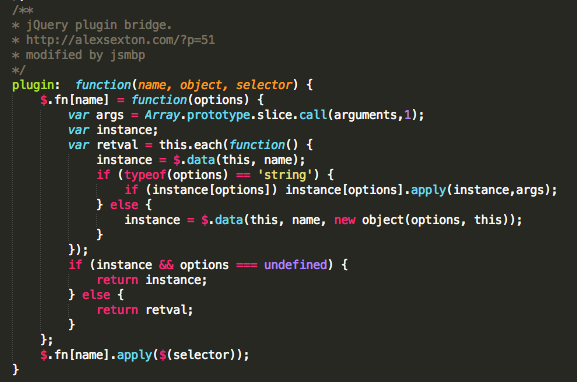 /**
* jQuery plugin bridge.
* http://alexsexton.com/?p=51
* modified by jsmbp
*/
plugin:  function(name, object, selector) {
    $.fn[name] = function(options) {
        var args = Array.prototype.slice.call(arguments,1);
        var instance;
        var retval = this.each(function() {
            instance = $.data(this, name);
            if (typeof(options) == 'string') {
                if (instance[options]) instance[options].apply(instance,args);
            } else {
                instance = $.data(this, name, new object(options, this));
            }
        });
        if (instance && options === undefined) {
            return instance;
        } else {
            return retval;
        }
    };
    $.fn[name].apply($(selector));
}